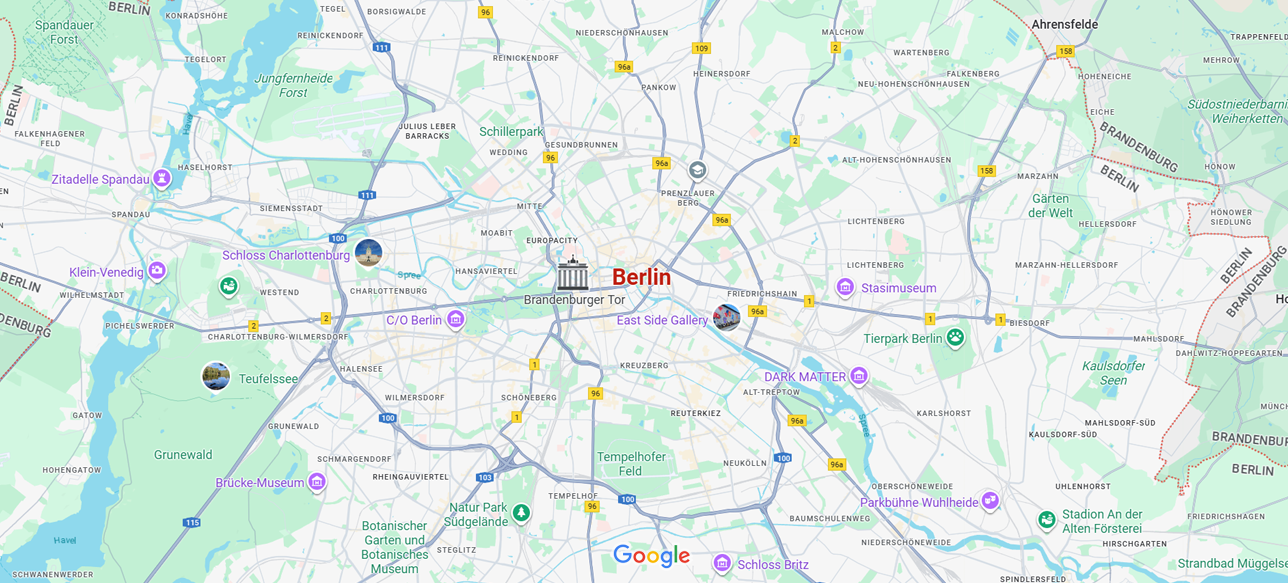 BERLIN
KONRADSHÖHE
TEGEL
BORSIGWALDE
96
Ahrensfelde
Spandauer
Forst
REINICKENDORF
111
NIEDERSCHÖNHAUSEN
109
MALCHOW
2
WARTENBERG
158
TRAPPENFELD
TEGELORT
Jungfernheide
Forst
REINICKENDORF
96a
HEINERSDORF
FALKENBERG
MEHROW
HOHENEICHE
PANKOW
NEU-HOHENSCHÖNHAUSEN
BERLIN
Havel
EICHE
Südostniederbarnim
Weiherketten
FALKENHAGENER
FELD
JULIUS LEBER
BARRACKS
Schillerpark
GESUNDBRUNNEN
2
BRANDENBURG
WEDDING
96
96a
ALT-HOHENSCHÖNHAUSEN
HÖNOW
HASELHORST
158
MARZAHN
BERLIN
Zitadelle Spandau
111
PRENZLAUER
BERG
Gärten
der Welt
SPANDAU
SIEMENSSTADT
MITTE
96a
LICHTENBERG
HELLERSDORF
HÖNOWER
SIEDLUNG
MOABIT
100
EUROPACITY
LICHTENBERG
Schloss Charlottenburg
Klein-Venedig
Spree
HANSAVIERTEL
MARZAHN-HELLERSDORF
BERLIN
BRANDENBURG
BERLIN
Berlin
WILHELMSTADT
WESTEND
CHARLOTTENBURG
Brandenburger Tor
FRIEDRICHSHAIN
1
Stasimuseum
PICHELSWERDER
2
2
C/O Berlin
East Side Gallery
96a
1
1
BIESDORF
CHARLOTTENBURG-WILMERSDORF
Tierpark Berlin
MAHLSDORF
DAHLWITZ-HOPPEGARTEN
HALENSEE
1
KREUZBERG
Kaulsdorfer
Seen
Teufelssee
DARK MATTER
WILMERSDORF
SCHÖNEBERG
96
ALT-TREPTOW
GATOW
100
1
REUTERKIEZ
96a
Spree
KARLSHORST
MAHLSDORF-SÜD
GRUNEWALD
KAULSDORF-SÜD
BRANDENBURG
Grunewald
SCHMARGENDORF
Tempelhofer
Feld
NEUKÖLLN
100
96a
BERLIN
HOHENGATOW
RHEINGAUVIERTEL
103
Brücke-Museum
OBERSCHÖNEWEIDE
UHLENHORST
TEMPELHOF
100
Parkbühne Wuhlheide
Natur Park
Südgelände
96
115
BAUMSCHULENWEG
Stadion An der
Alten Försterei
FRIEDRICHSHAGEN
Botanischer
Garten und
Botanisches
Museum
Havel
STEGLITZ
NIEDERSCHÖNEWEIDE
HIRSCHGARTEN
Google
Schloss Britz
Strandbad Müggelsee
SCHWANENWERDER
SPINDLERSFELD